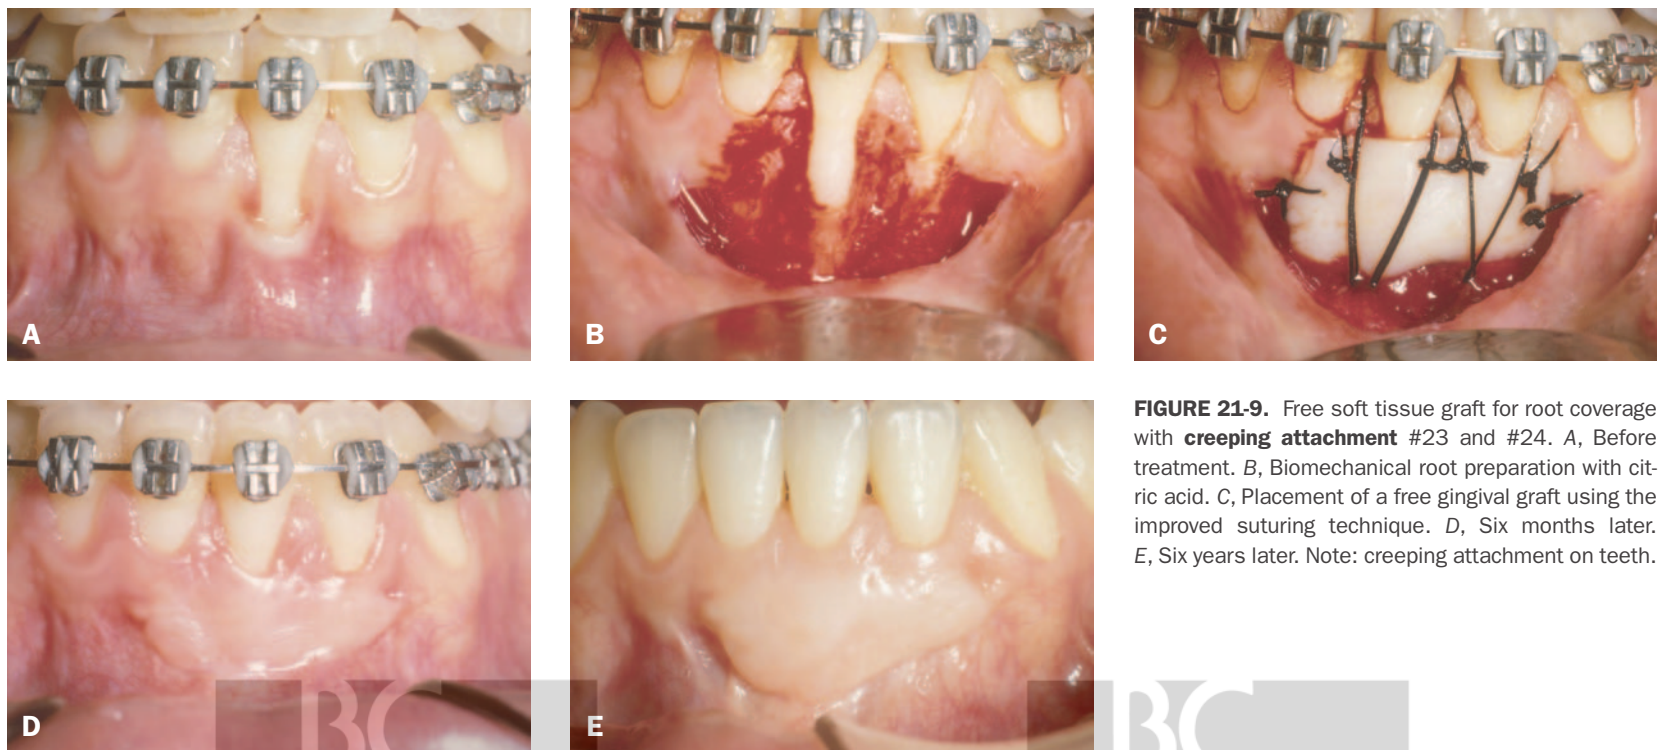 A
B
C
D
E
FIGURE 21-9. Free soft tissue graft for root coverage
with creeping attachment #23 and #24. A, Before
treatment. B, Biomechanical root preparation with cit-
ric acid. C, Placement of a free gingival graft using the
improved suturing technique. D, Six months later.
E, Six years later. Note: creeping attachment on teeth.